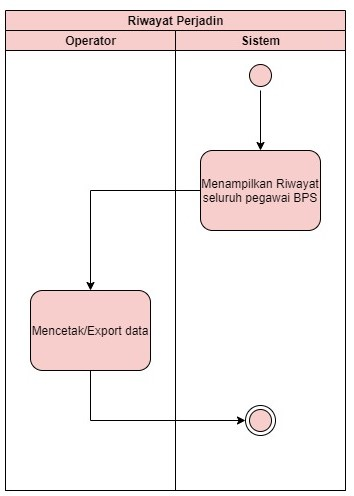 Riwayat Perjadin
Operator
Sistem
Menampilkan Riwayat
seluruh pegawai BPS
Mencetak/Export data